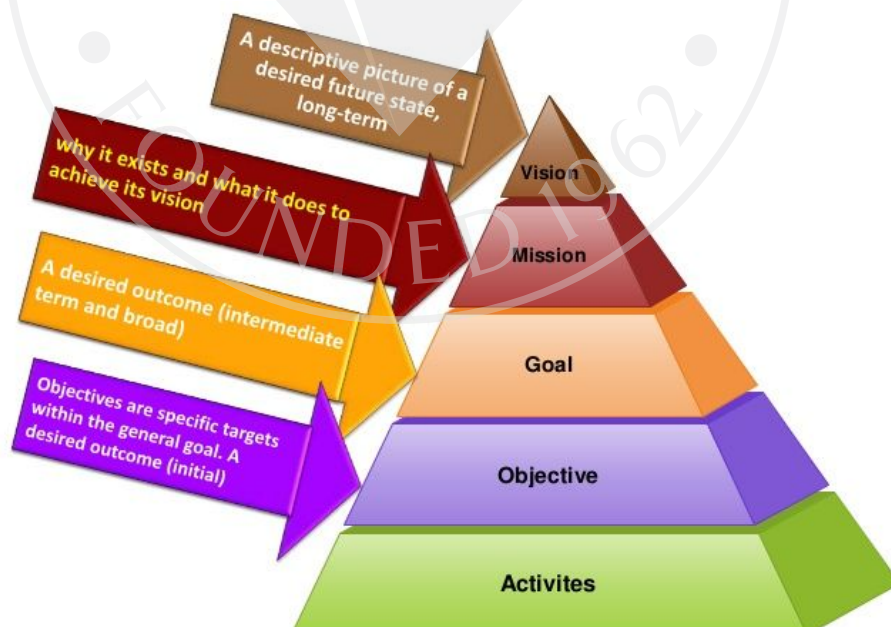 A descriptive picture of a
desired future state,
long-term
why it exists and what it does to
achieve its vision
A desired outcome (intermediate
term and broad)
Objectives are specific targets
within the general goal. A
desired outcome (initial)
Vision
Mission
Goal
Objective
Activites
FOUNDED 1962